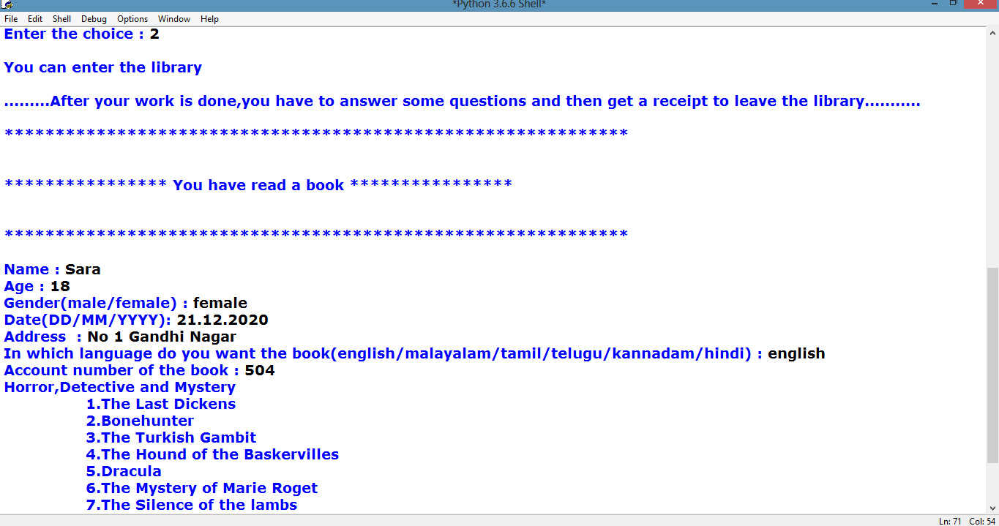 *Python 3.6.6 Shell*
File Edit Shell Debug Options Window Help
Enter the choice : 2
You can enter the library
.........After your work is done,you have to answer some questions and then get a receipt to leave the library...........
*************************************************************
**************** You have read a book ****************
*************************************************************
Name : Sara
Age : 18
Gender(male/female) : female
Date(DD/MM/YYYY): 21.12.2020
Address  : No 1 Gandhi Nagar
In which language do you want the book(english/malayalam/tamil/telugu/kannadam/hindi) : english
Account number of the book : 504
Horror,Detective and Mystery
1.The Last Dickens
2.Bonehunter
3.The Turkish Gambit
4.The Hound of the Baskervilles
5.Dracula
6.The Mystery of Marie Roget
7.The Silence of the lambs
Ln: 71 Col: 54